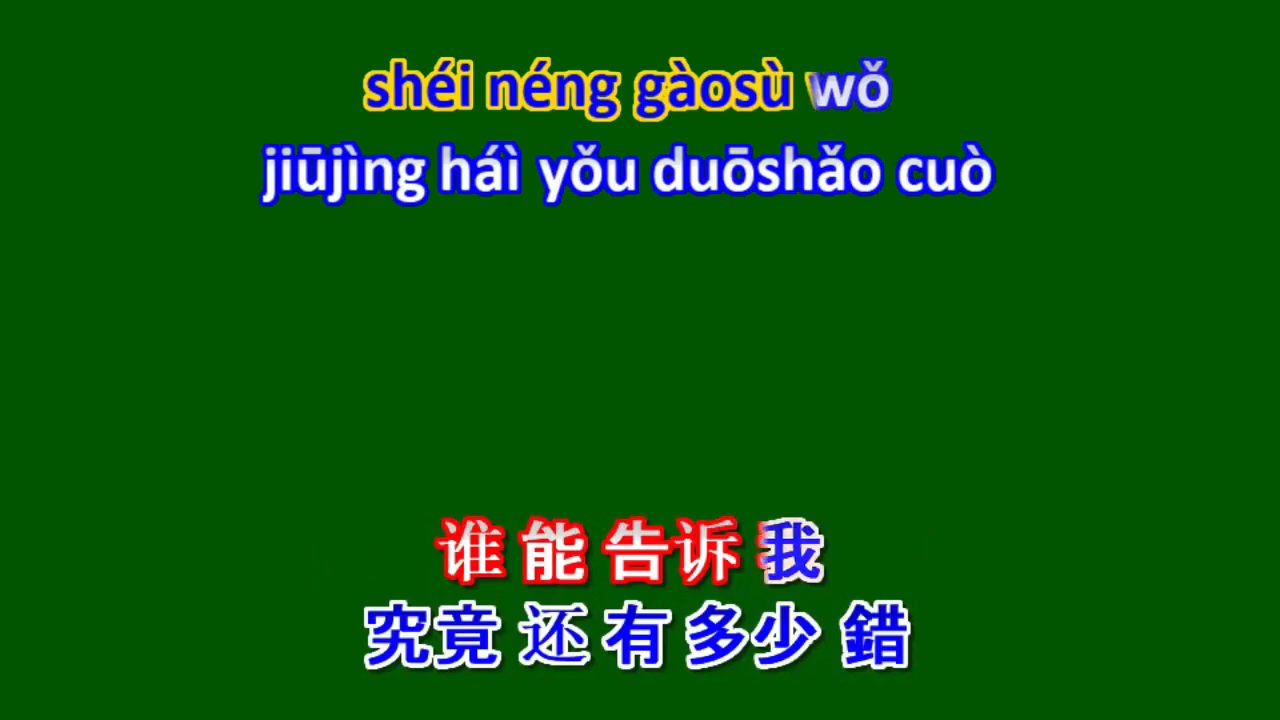 shéi néng gàosù wǒ
jiūjìng háì yǒu duōshǎo cuò
谁 能 告诉 我
究竟 还 有 多少 錯